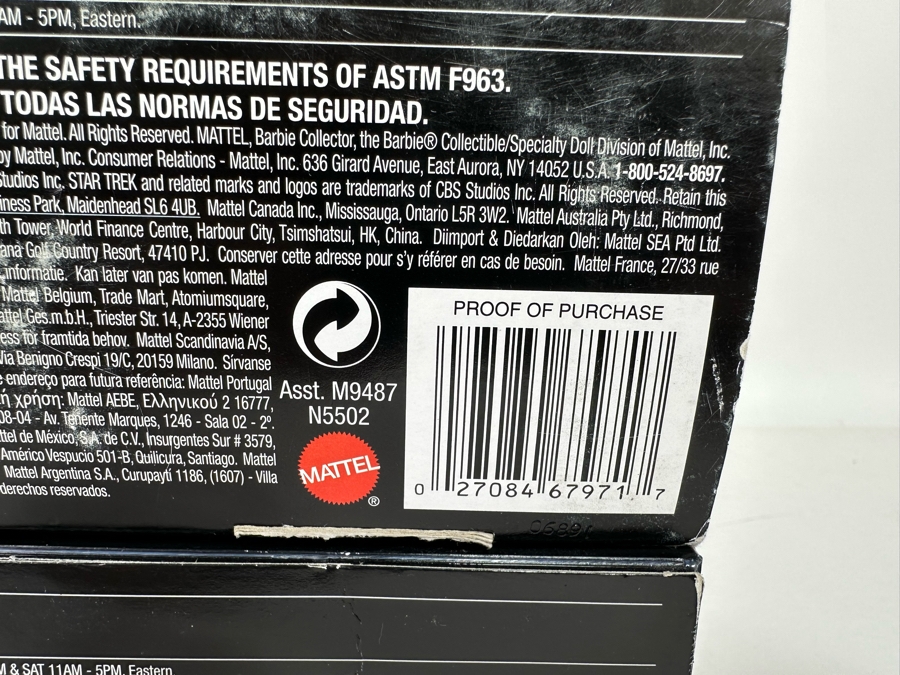 AM - 5PM, Eastern.
THE SAFETY REQUIREMENTS OF ASTM F963.
TODAS LAS NORMAS DE SEGURIDAD.
for Mattel. All Rights Reserved. MATTEL, Barbie Collector, the Barbie® Collectible/Specialty Doll Division of Mattel, Inc.
by Mattel, Inc. Consumer Relations - Mattel, Inc. 636 Girard Avenue, East Aurora, NY 14052 U.S.A. 1-800-524-8697.
Studios Inc. STAR TREK and related marks and logos are trademarks of CBS Studios Inc. All Rights Reserved. Retain this
iness Park, Maidenhead SL6 4UB. Mattel Canada Inc., Mississauga, Ontario L5R 3W2. Mattel Australia Pty Ltd., Richmond,
th Tower, World Finance Centre, Harbour City, Tsimshatsui, HK, China. Diimport & Diedarkan Oleh: Mattel SEA Ptd Ltd.
ana Golf Country Resort, 47410 PJ. Conserver cette adresse pour s'y référer en cas de besoin. Mattel France, 27/33 rue
informatie. Kan later van pas komen. Mattel
Mattel Belgium, Trade Mart, Atomiumsquare,
attel Ges.m.b.H., Triester Str. 14, A-2355 Wiener
ess för framtida behov. Mattel Scandinavia A/S,
Via Benigno Crespi 19/C, 20159 Milano. Sírvanse
e endereço para futura referência: Mattel Portugal
ή χρήση: Mattel AEBE, Ελληνικού 2 16777,
08-04 - Av. Tenente Marques, 1246 - Sala 02 - 2º.
ttel de México, S.A. de C.V., Insurgentes Sur # 3579,
Américo Vespucio 501-B, Quilicura, Santiago. Mattel
Mattel Argentina S.A., Curupaytí 1186, (1607) - Villa
derechos reservados.
Asst. M9487
N5502
MATTEL
®
PROOF OF PURCHASE
0 27084 67971 7
M & SAT 11AM - 5PM, Eastern.